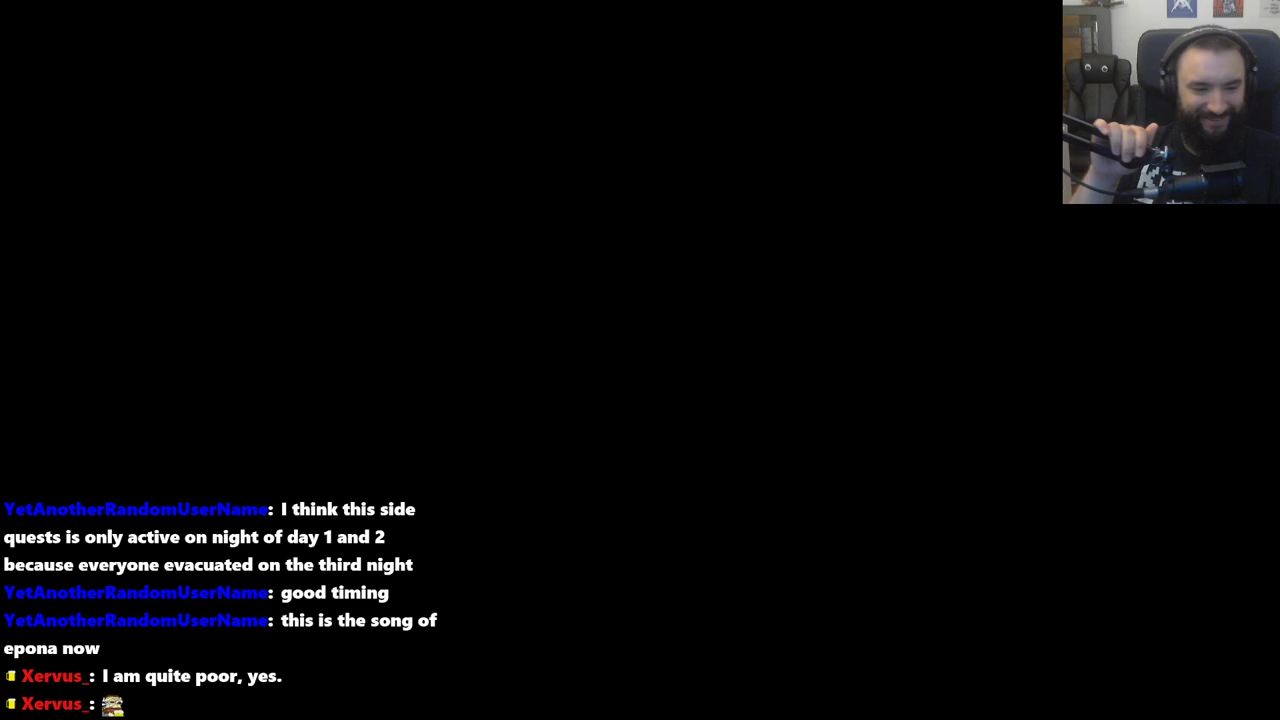 YetAnotherRandomUserName: I think this side
quests is only active on night of day 1 and 2
because everyone evacuated on the third night
YetAnotherRandomUserName: good timing
YetAnotherRandomUserName: this is the song of
epona now
Xervus_: I am quite poor, yes.
Xervus_: